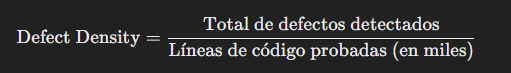 Defect Density = Total de defectos detectados
Líneas de código probadas (en miles)